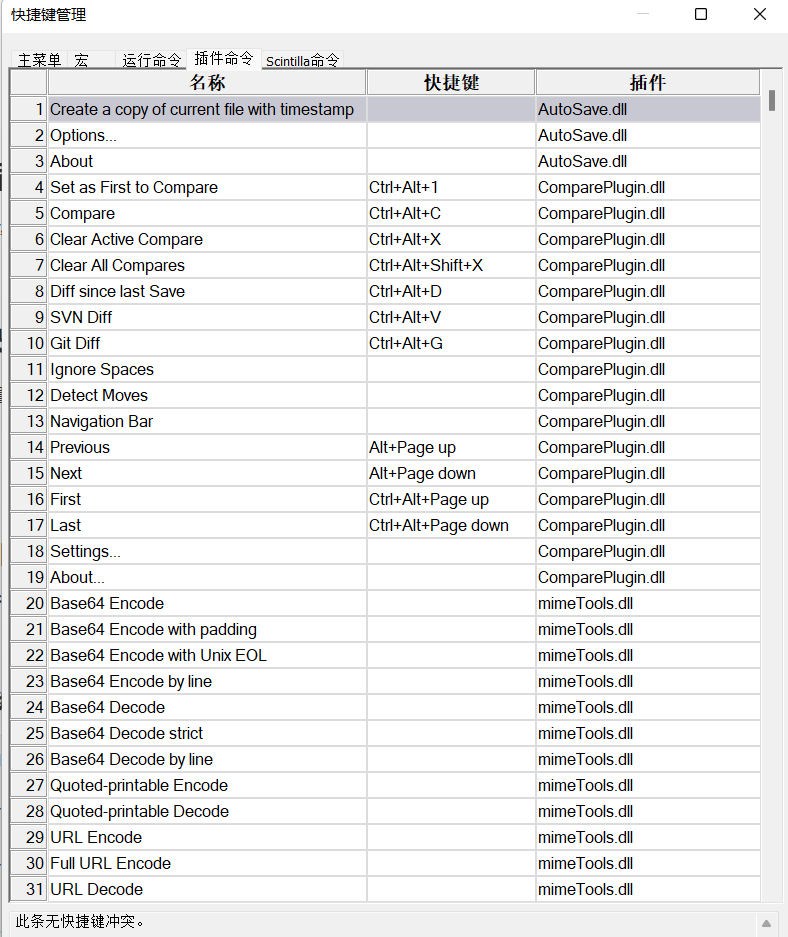 快捷键管理
主菜单 宏 运行命令 插件命令 Scintilla命令
名称 快捷键 插件
1 Create a copy of current file with timestamp AutoSave.dll
2 Options... AutoSave.dll
3 About AutoSave.dll
4 Set as First to Compare Ctrl+Alt+1 ComparePlugin.dll
5 Compare Ctrl+Alt+C ComparePlugin.dll
6 Clear Active Compare Ctrl+Alt+X ComparePlugin.dll
7 Clear All Compares Ctrl+Alt+Shift+X ComparePlugin.dll
8 Diff since last Save Ctrl+Alt+D ComparePlugin.dll
9 SVN Diff Ctrl+Alt+V ComparePlugin.dll
10 Git Diff Ctrl+Alt+G ComparePlugin.dll
11 Ignore Spaces ComparePlugin.dll
12 Detect Moves ComparePlugin.dll
13 Navigation Bar ComparePlugin.dll
14 Previous Alt+Page up ComparePlugin.dll
15 Next Alt+Page down ComparePlugin.dll
16 First Ctrl+Alt+Page up ComparePlugin.dll
17 Last Ctrl+Alt+Page down ComparePlugin.dll
18 Settings... ComparePlugin.dll
19 About... ComparePlugin.dll
20 Base64 Encode mimeTools.dll
21 Base64 Encode with padding mimeTools.dll
22 Base64 Encode with Unix EOL mimeTools.dll
23 Base64 Encode by line mimeTools.dll
24 Base64 Decode mimeTools.dll
25 Base64 Decode strict mimeTools.dll
26 Base64 Decode by line mimeTools.dll
27 Quoted-printable Encode mimeTools.dll
28 Quoted-printable Decode mimeTools.dll
29 URL Encode mimeTools.dll
30 Full URL Encode mimeTools.dll
31 URL Decode mimeTools.dll
此条无快捷键冲突。